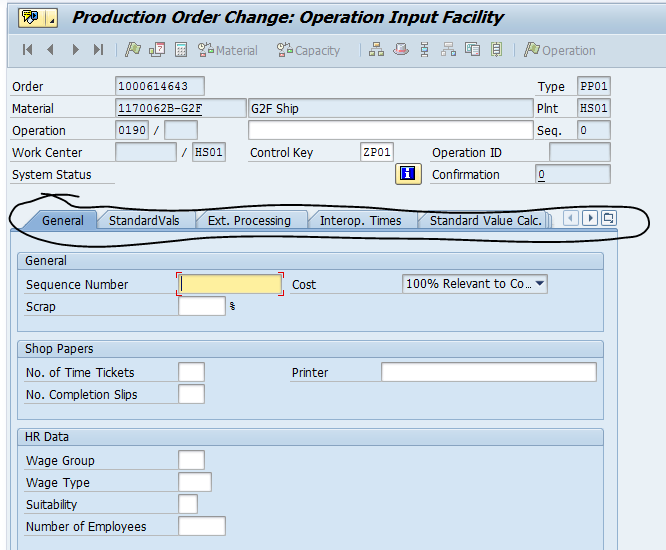 Production Order Change: Operation Input Facility
Material Capacity Operation
Order 1000614643 Type PP01
Material 1170062B-G2F G2F Ship Plnt HS01
Operation 0190 / Seq. 0
Work Center / HS01 Control Key ZP01 Operation ID
System Status Confirmation 0
General StandardVals Ext. Processing Interop. Times Standard Value Calc.
General
Sequence Number Cost 100% Relevant to Co...
Scrap %
Shop Papers
No. of Time Tickets Printer
No. Completion Slips
HR Data
Wage Group
Wage Type
Suitability
Number of Employees